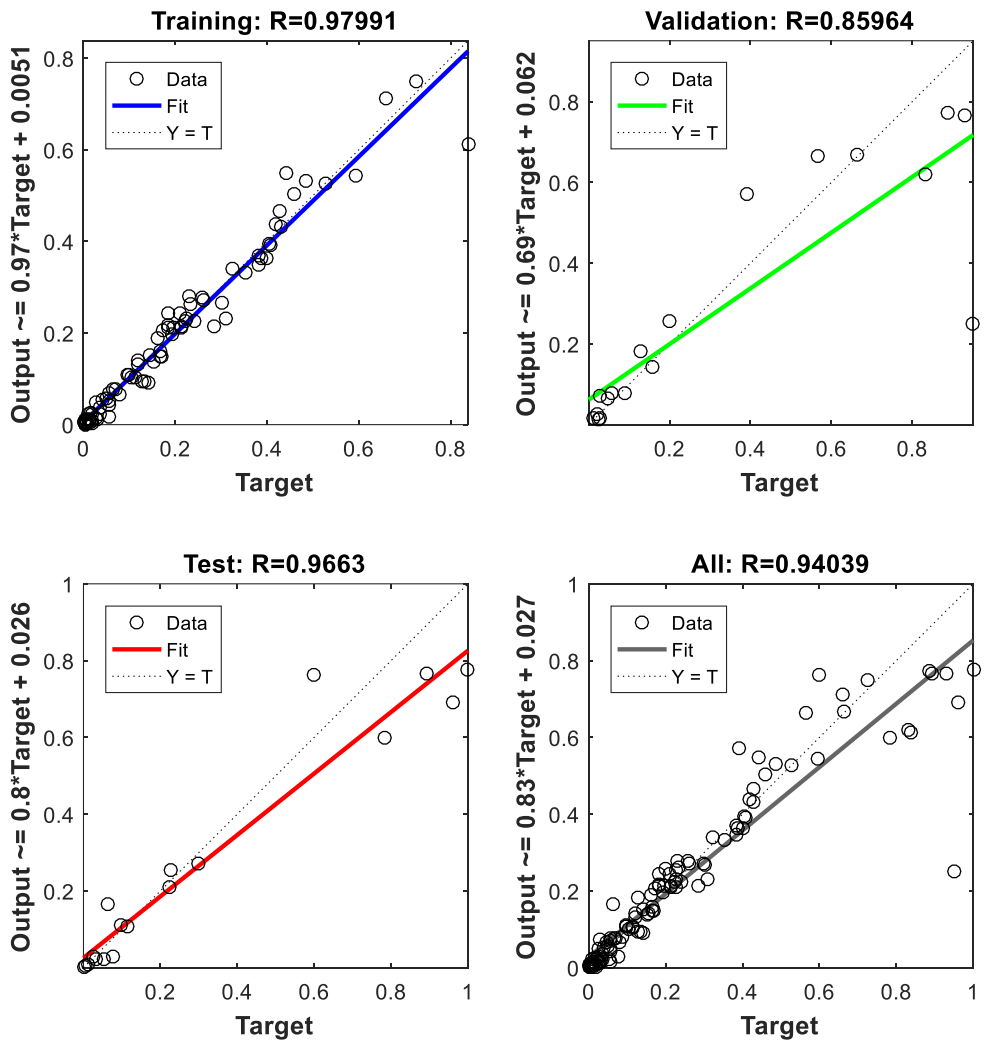 Training: R=0.97991
Output ~= 0.97*Target + 0.0051
0.8
0.6
0.4
0.2
0
Data
Fit
Y = T
0
0.2
0.4
0.6
0.8
Target
Validation: R=0.85964
Output ~= 0.69*Target + 0.062
0.8
0.6
0.4
0.2
Data
Fit
Y = T
0.2
0.4
0.6
0.8
Target
Test: R=0.9663
Output ~= 0.8*Target + 0.026
1
0.8
0.6
0.4
0.2
0
Data
Fit
Y = T
0.2
0.4
0.6
0.8
1
Target
All: R=0.94039
Output ~= 0.83*Target + 0.027
1
0.8
0.6
0.4
0.2
0
Data
Fit
Y = T
0
0.2
0.4
0.6
0.8
1
Target